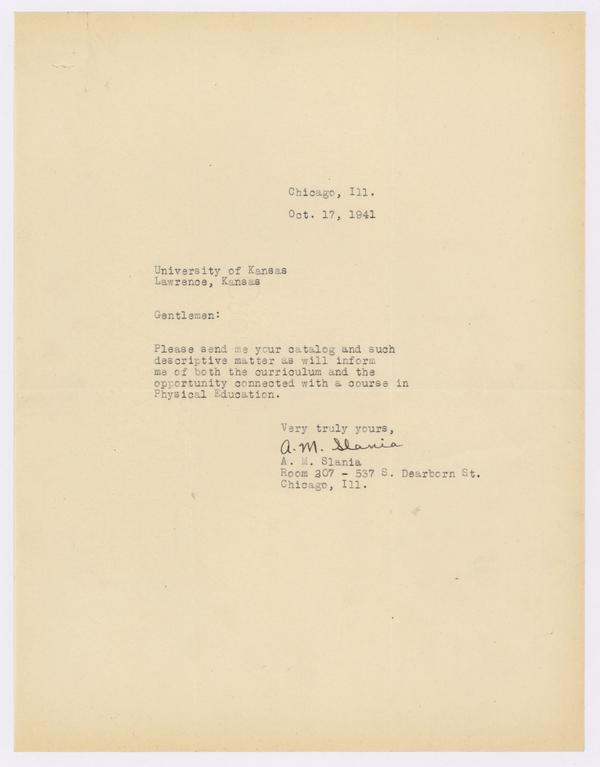 Chicago, Ill.
Oct. 17, 1941
University of Kansas
Lawrence, Kansas
Gentlemen:
Please send me your catalog and such
descriptive matter as will inform
me of both the curriculum and the
opportunity connected with a course in
Physical Education.
Very truly yours,
A. M. Slania
A. M. Slania
Room 207 - 537 S. Dearborn St.
Chicago, Ill.